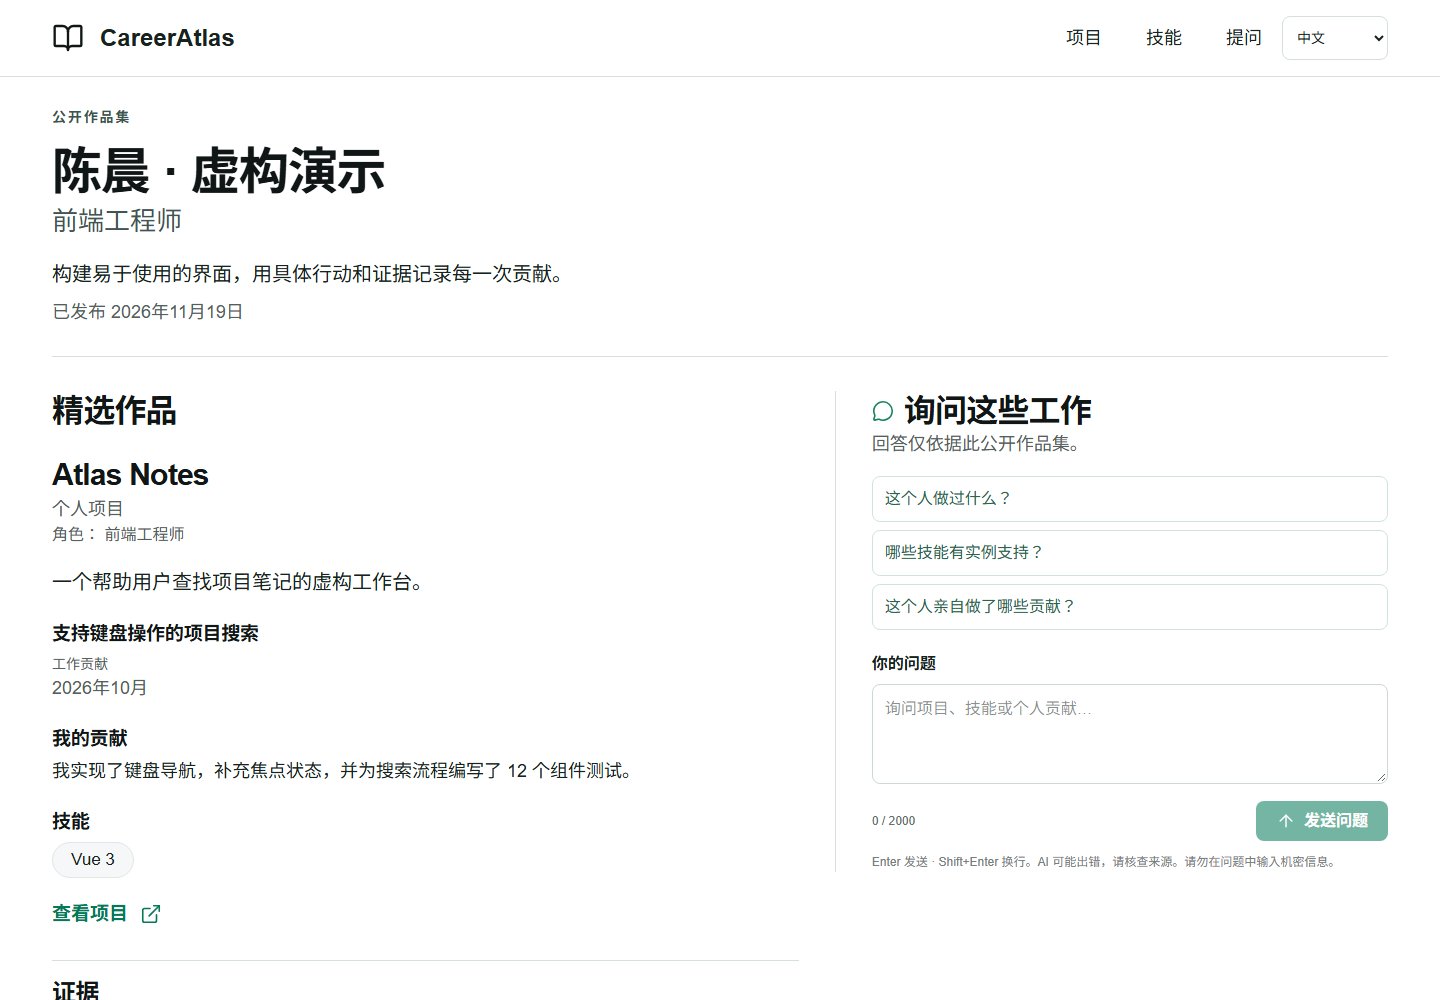 CareerAtlas
项目
技能
提问
中文
公开作品集
陈晨 · 虚构演示
前端工程师
构建易于使用的界面，用具体行动和证据记录每一次贡献。
已发布 2026年11月19日
精选作品
Atlas Notes
个人项目
角色： 前端工程师
一个帮助用户查找项目笔记的虚构工作台。
支持键盘操作的项目搜索
工作贡献
2026年10月
我的贡献
我实现了键盘导航，补充焦点状态，并为搜索流程编写了 12 个组件测试。
技能
Vue 3
查看项目
证据
询问这些工作
回答仅依据此公开作品集。
这个人做过什么？
哪些技能有实例支持？
这个人亲自做了哪些贡献？
你的问题
询问项目、技能或个人贡献...
0 / 2000
发送问题
Enter 发送 · Shift+Enter 换行。AI 可能出错，请核查来源。请勿在问题中输入机密信息。